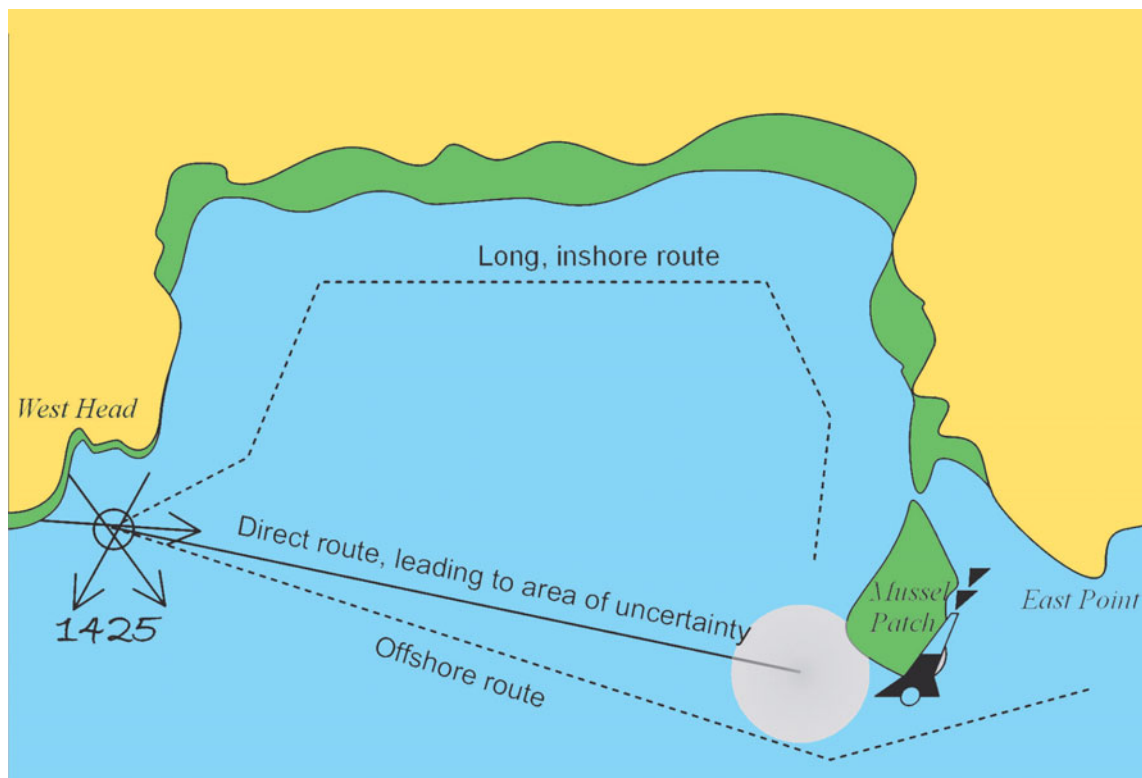 Long, inshore route
West Head
Direct route, leading to area of uncertainty
Mussel
Patch
East Point
1425
Offshore route